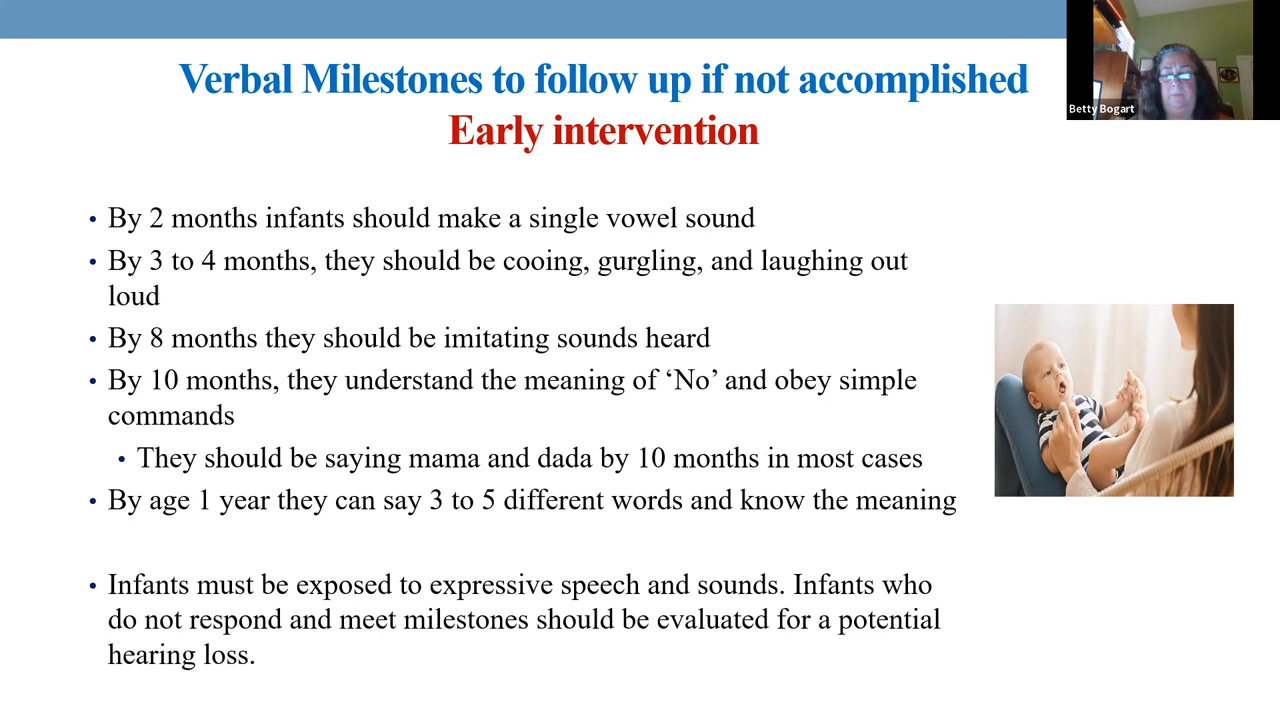 Verbal Milestones to follow up if not accomplished
Early intervention
Betty Bogart
• By 2 months infants should make a single vowel sound
• By 3 to 4 months, they should be cooing, gurgling, and laughing out
loud
• By 8 months they should be imitating sounds heard
• By 10 months, they understand the meaning of ‘No’ and obey simple
commands
• They should be saying mama and dada by 10 months in most cases
• By age 1 year they can say 3 to 5 different words and know the meaning
• Infants must be exposed to expressive speech and sounds. Infants who
do not respond and meet milestones should be evaluated for a potential
hearing loss.